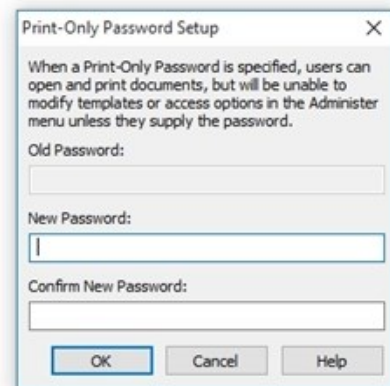 Print-Only Password Setup
When a Print-Only Password is specified, users can
open and print documents, but will be unable to
modify templates or access options in the Administer
menu unless they supply the password.
Old Password:
New Password:
Confirm New Password:
OK
Cancel
Help